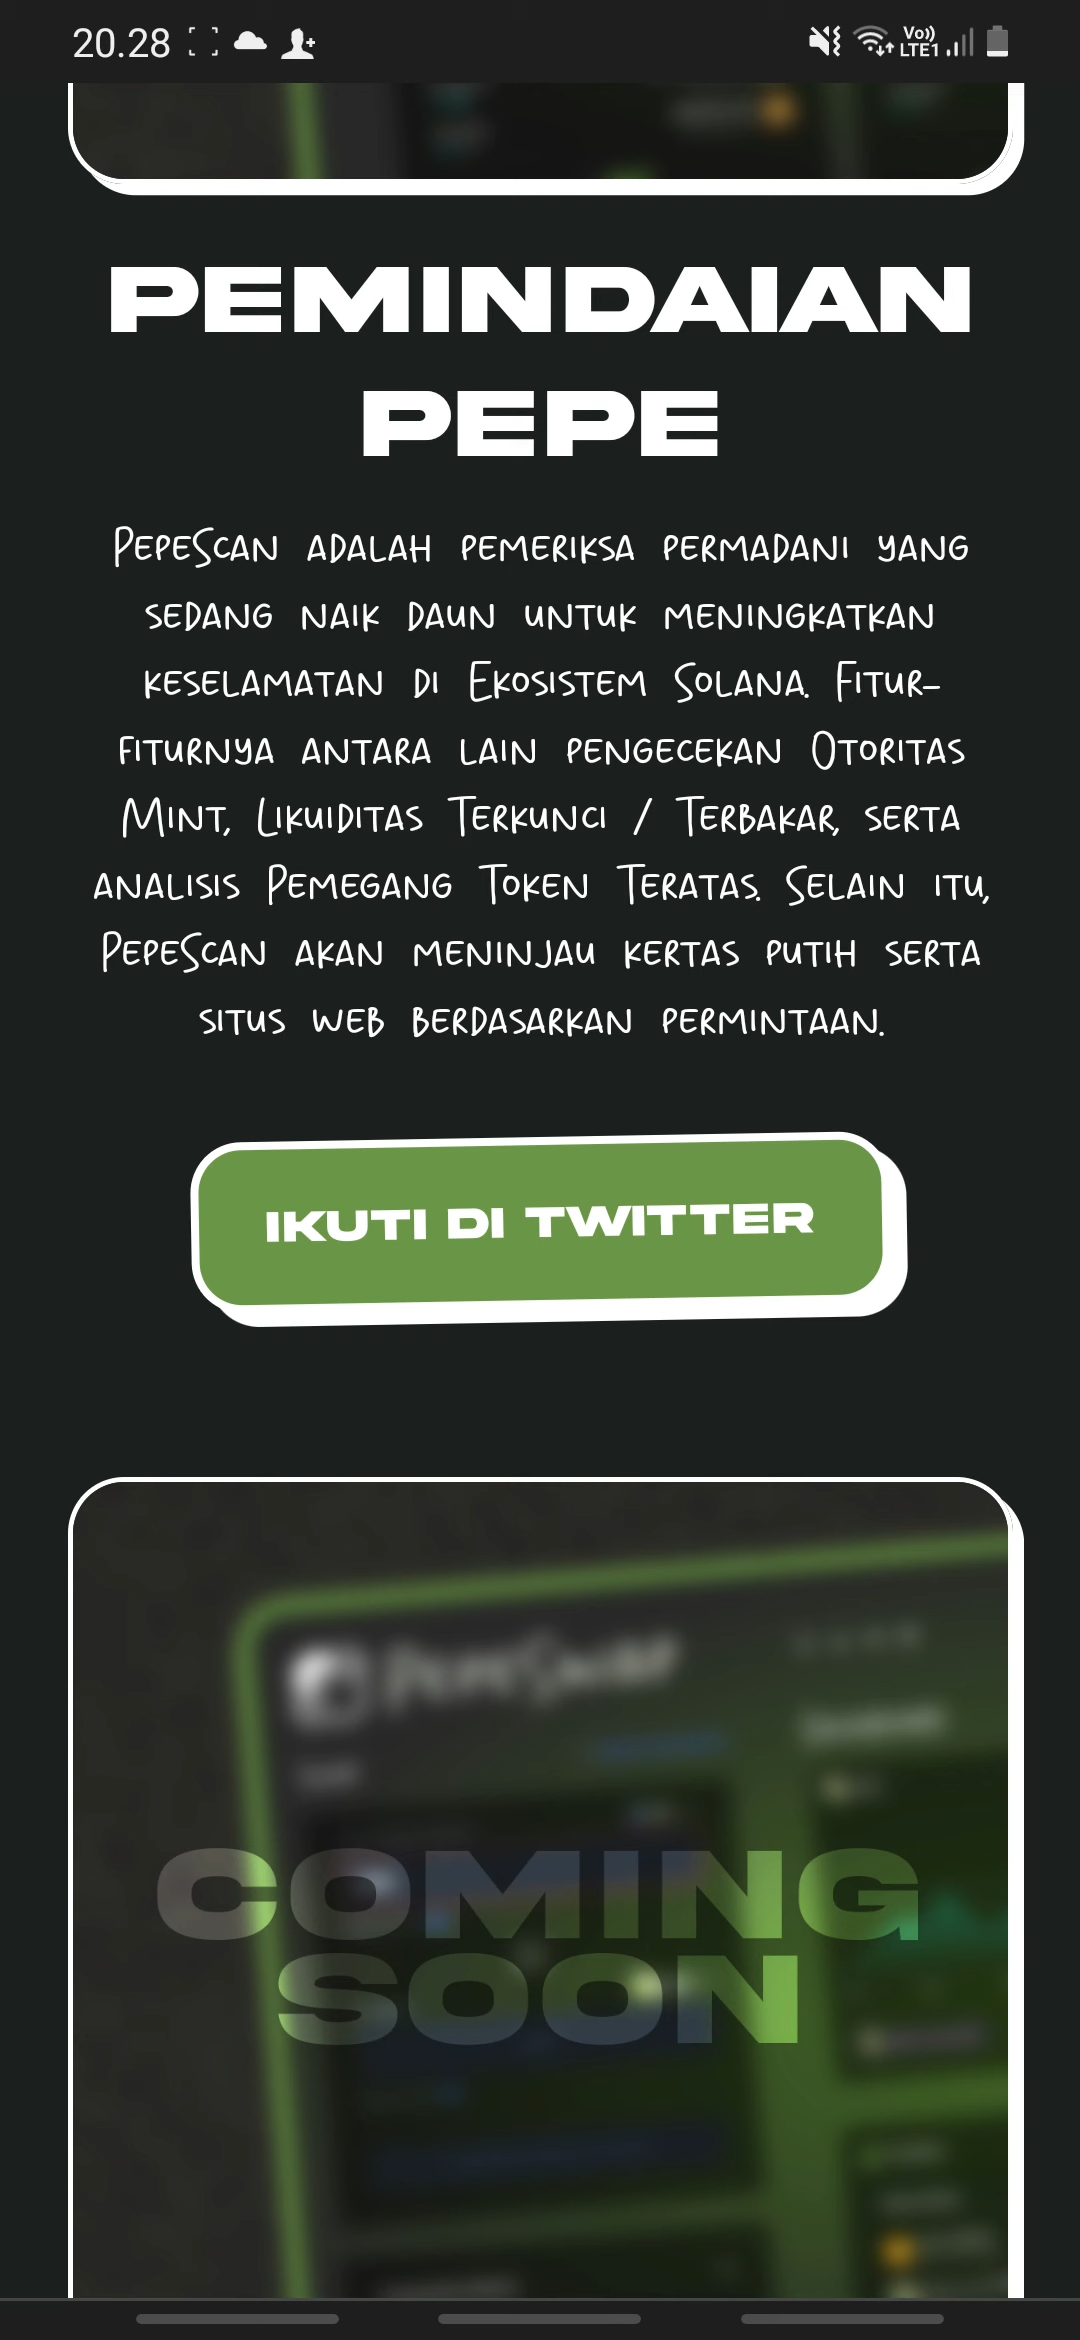 20.28
Vo)) LTE1
PEMINDAIAN
PEPE
PepeScan adalah pemeriksa permadani yang
sedang naik daun untuk meningkatkan
keselamatan di Ekosistem Solana. Fitur-
fiturnya antara lain pengecekan Otoritas
Mint, Likuiditas Terkunci / Terbakar, serta
analisis Pemegang Token Teratas. Selain itu,
PepeScan akan meninjau kertas putih serta
situs web berdasarkan permintaan.
IKUTI DI TWITTER
PepeSwap
COMING
SOON